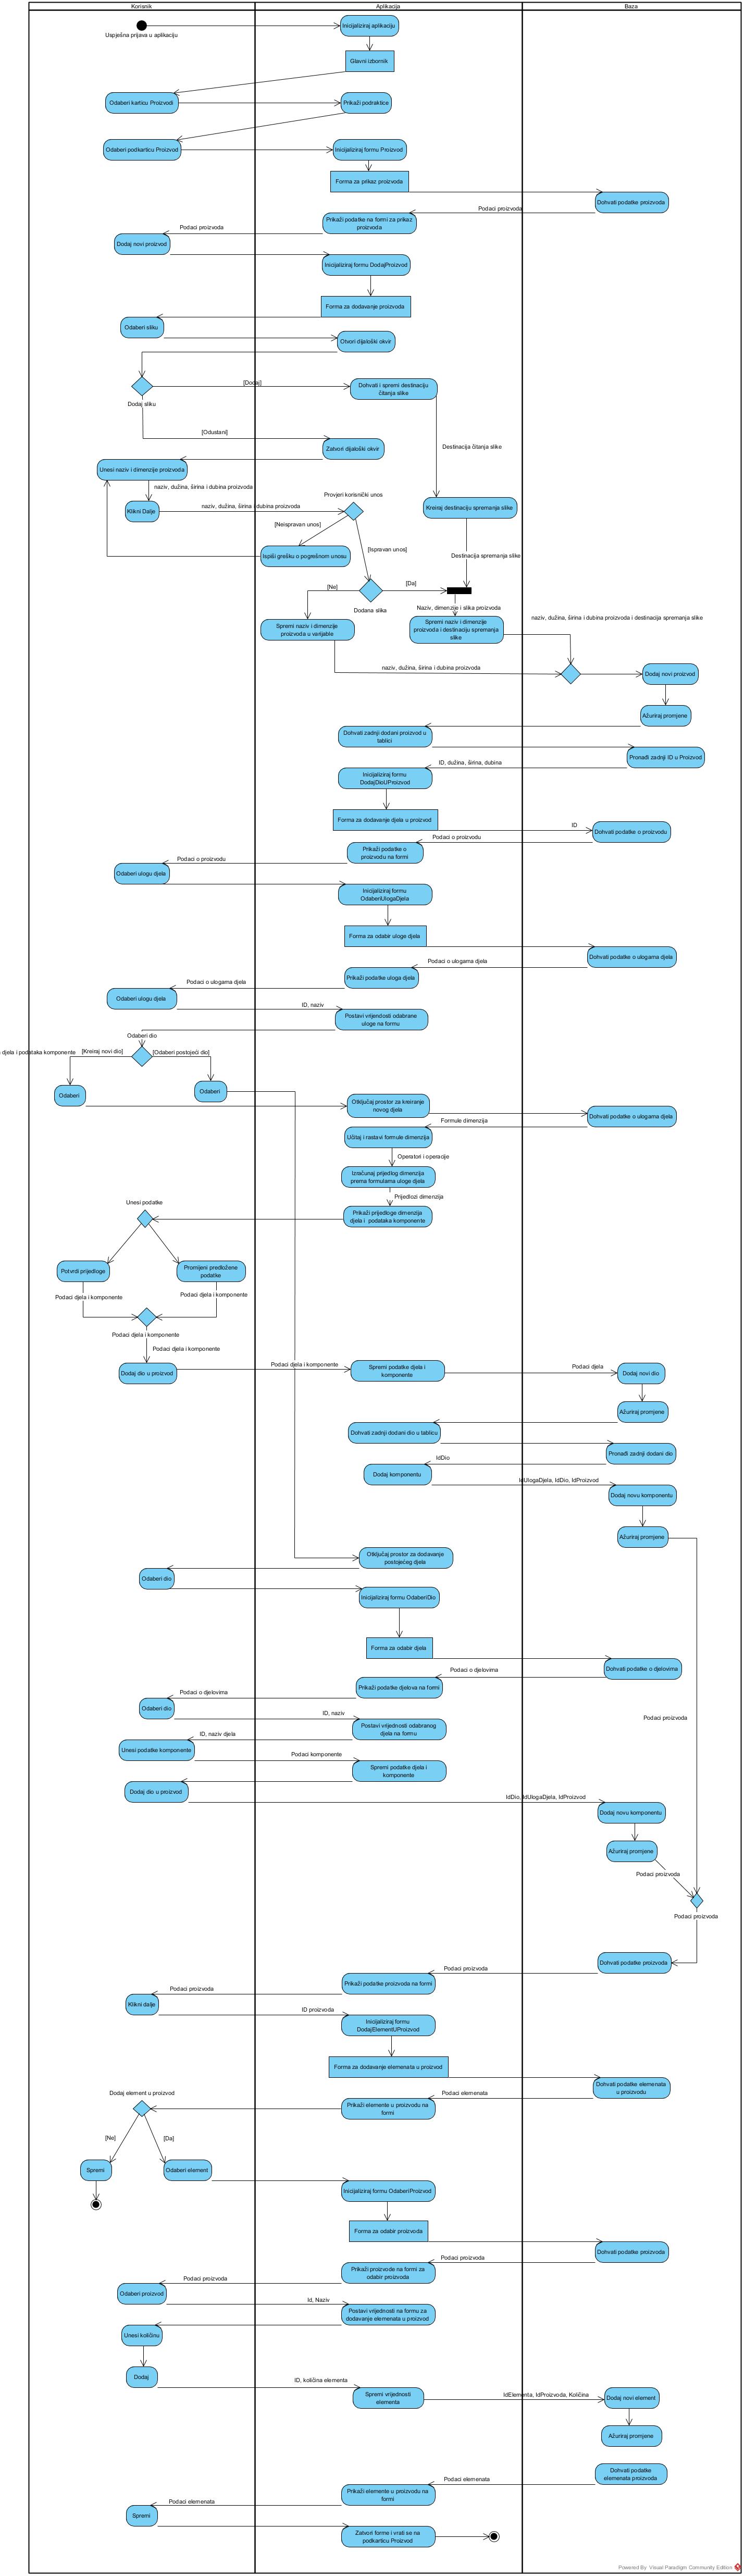 Korisnik
Aplikacija
Baza
Uspješna prijava u aplikaciju
Inicijaliziraj aplikaciju
Glavni izbornik
Odaberi karticu Proizvodi
Prikaži podraktice
Odaberi podkarticu Proizvod
Inicijaliziraj formu Proizvod
Forma za prikaz proizvoda
Dohvati podatke proizvoda
Podaci proizvoda
Prikaži podatke na formi za prikaz
proizvoda
Podaci proizvoda
Dodaj novi proizvod
Inicijaliziraj formu DodajProizvod
Forma za dodavanje proizvoda
Odaberi sliku
Otvori dijaloški okvir
[Dodaj]
Dohvati i spremi destinaciju
čitanja slike
Dodaj sliku
[Odustani]
Zatvori dijaloški okvir
Destinacija čitanja slike
Unesi naziv i dimenzije proizvoda
naziv, dužina, širina i dubina proizvoda
Provjeri korisnički unos
Klikni Dalje
naziv, dužina, širina i dubina proizvoda
Kreiraj destinaciju spremanja slike
[Neispravan unos]
[Ispravan unos]
Ispiši grešku o pogrešnom unosu
Destinacija spremanja slike
[Ne]
[Da]
Dodana slika
Naziv, dimenzije i slika proizvoda
Spremi naziv i dimenzije
proizvoda u varijable
Spremi naziv i dimenzije
proizvoda i destinaciju spremanja
slike
naziv, dužina, širina i dubina proizvoda i destinacija spremanja slike
naziv, dužina, širina i dubina proizvoda
Dodaj novi proizvod
Ažuriraj promjene
Dohvati zadnji dodani proizvod u
tablici
Pronađi zadnji ID u Proizvod
ID, dužina, širina, dubina
Inicijaliziraj formu
DodajDioUProizvod
Forma za dodavanje djela u proizvod
ID
Dohvati podatke o proizvodu
Podaci o proizvodu
Prikaži podatke o
proizvodu na formi
Podaci o proizvodu
Odaberi ulogu djela
Inicijaliziraj formu
OdaberiUlogaDjela
Forma za odabir uloge djela
Dohvati podatke o ulogama djela
Podaci o ulogama djela
Prikaži podatke uloga djela
Podaci o ulogama djela
Odaberi ulogu djela
ID, naziv
Postavi vrijendosti odabrane
uloge na formu
Odaberi dio
djela i podataka komponente
[Kreiraj novi dio]
[Odaberi postojeći dio]
Odaberi
Odaberi
Otključaj prostor za kreiranje
novog djela
Dohvati podatke o ulogama djela
Formule dimenzija
Učitaj i rastavi formule dimenzija
Operatori i operacije
Izračunaj prijedlog dimenzija
prema formulama uloge djela
Prijedlozi dimenzija
Unesi podatke
Prikaži prijedloge dimenzija
djela i podataka komponente
Potvrdi prijedloge
Promijeni predložene
podatke
Podaci djela i komponente
Podaci djela i komponente
Podaci djela i komponente
Podaci djela i komponente
Dodaj dio u proizvod
Podaci djela i komponente
Spremi podatke djela i
komponente
Podaci djela
Dodaj novi dio
Ažuriraj promjene
Dohvati zadnji dodani dio u tablicu
Pronađi zadnji dodani dio
IdDio
Dodaj komponentu
IdUlogaDjela, IdDio, IdProizvod
Dodaj novu komponentu
Ažuriraj promjene
Otključaj prostor za dodavanje
postojećeg djela
Odaberi dio
Inicijaliziraj formu OdaberiDio
Forma za odabir djela
Dohvati podatke o djelovima
Podaci o djelovima
Prikaži podatke djelova na formi
Podaci o djelovima
Odaberi dio
ID, naziv
Podaci proizvoda
Postavi vrijednosti odabranog
djela na formu
ID, naziv djela
Unesi podatke komponente
Podaci komponente
Spremi podatke djela i
komponente
Dodaj dio u proizvod
IdDio, IdUlogaDjela, IdProizvod
Dodaj novu komponentu
Ažuriraj promjene
Podaci proizvoda
Podaci proizvoda
Dohvati podatke proizvoda
Podaci proizvoda
Prikaži podatke proizvoda na formi
Podaci proizvoda
Klikni dalje
ID proizvoda
Inicijaliziraj formu
DodajElementUProizvod
Forma za dodavanje elemenata u proizvod
Dohvati podatke elemenata
u proizvodu
Podaci elemenata
Dodaj element u proizvod
Prikaži elemente u proizvodu na
formi
[Ne]
[Da]
Spremi
Odaberi element
Inicijaliziraj formu OdaberiProizvod
Forma za odabir proizvoda
Dohvati podatke proizvoda
Podaci proizvoda
Prikaži proizvode na formi za
odabir proizvoda
Podaci proizvoda
Odaberi proizvod
Id, Naziv
Postavi vrijednosti na formu za
dodavanje elemenata u proizvod
Unesi količinu
Dodaj
ID, količina elementa
Spremi vrijednosti
elementa
IdElementa, IdProizvoda, Količina
Dodaj novi element
Ažuriraj promjene
Dohvati podatke
elemenata proizvoda
Podaci elemenata
Prikaži elemente u proizvodu na
formi
Podaci elemenata
Spremi
Zatvori forme i vrati se na
podkarticu Proizvod
Powered By Visual Paradigm Community Edition